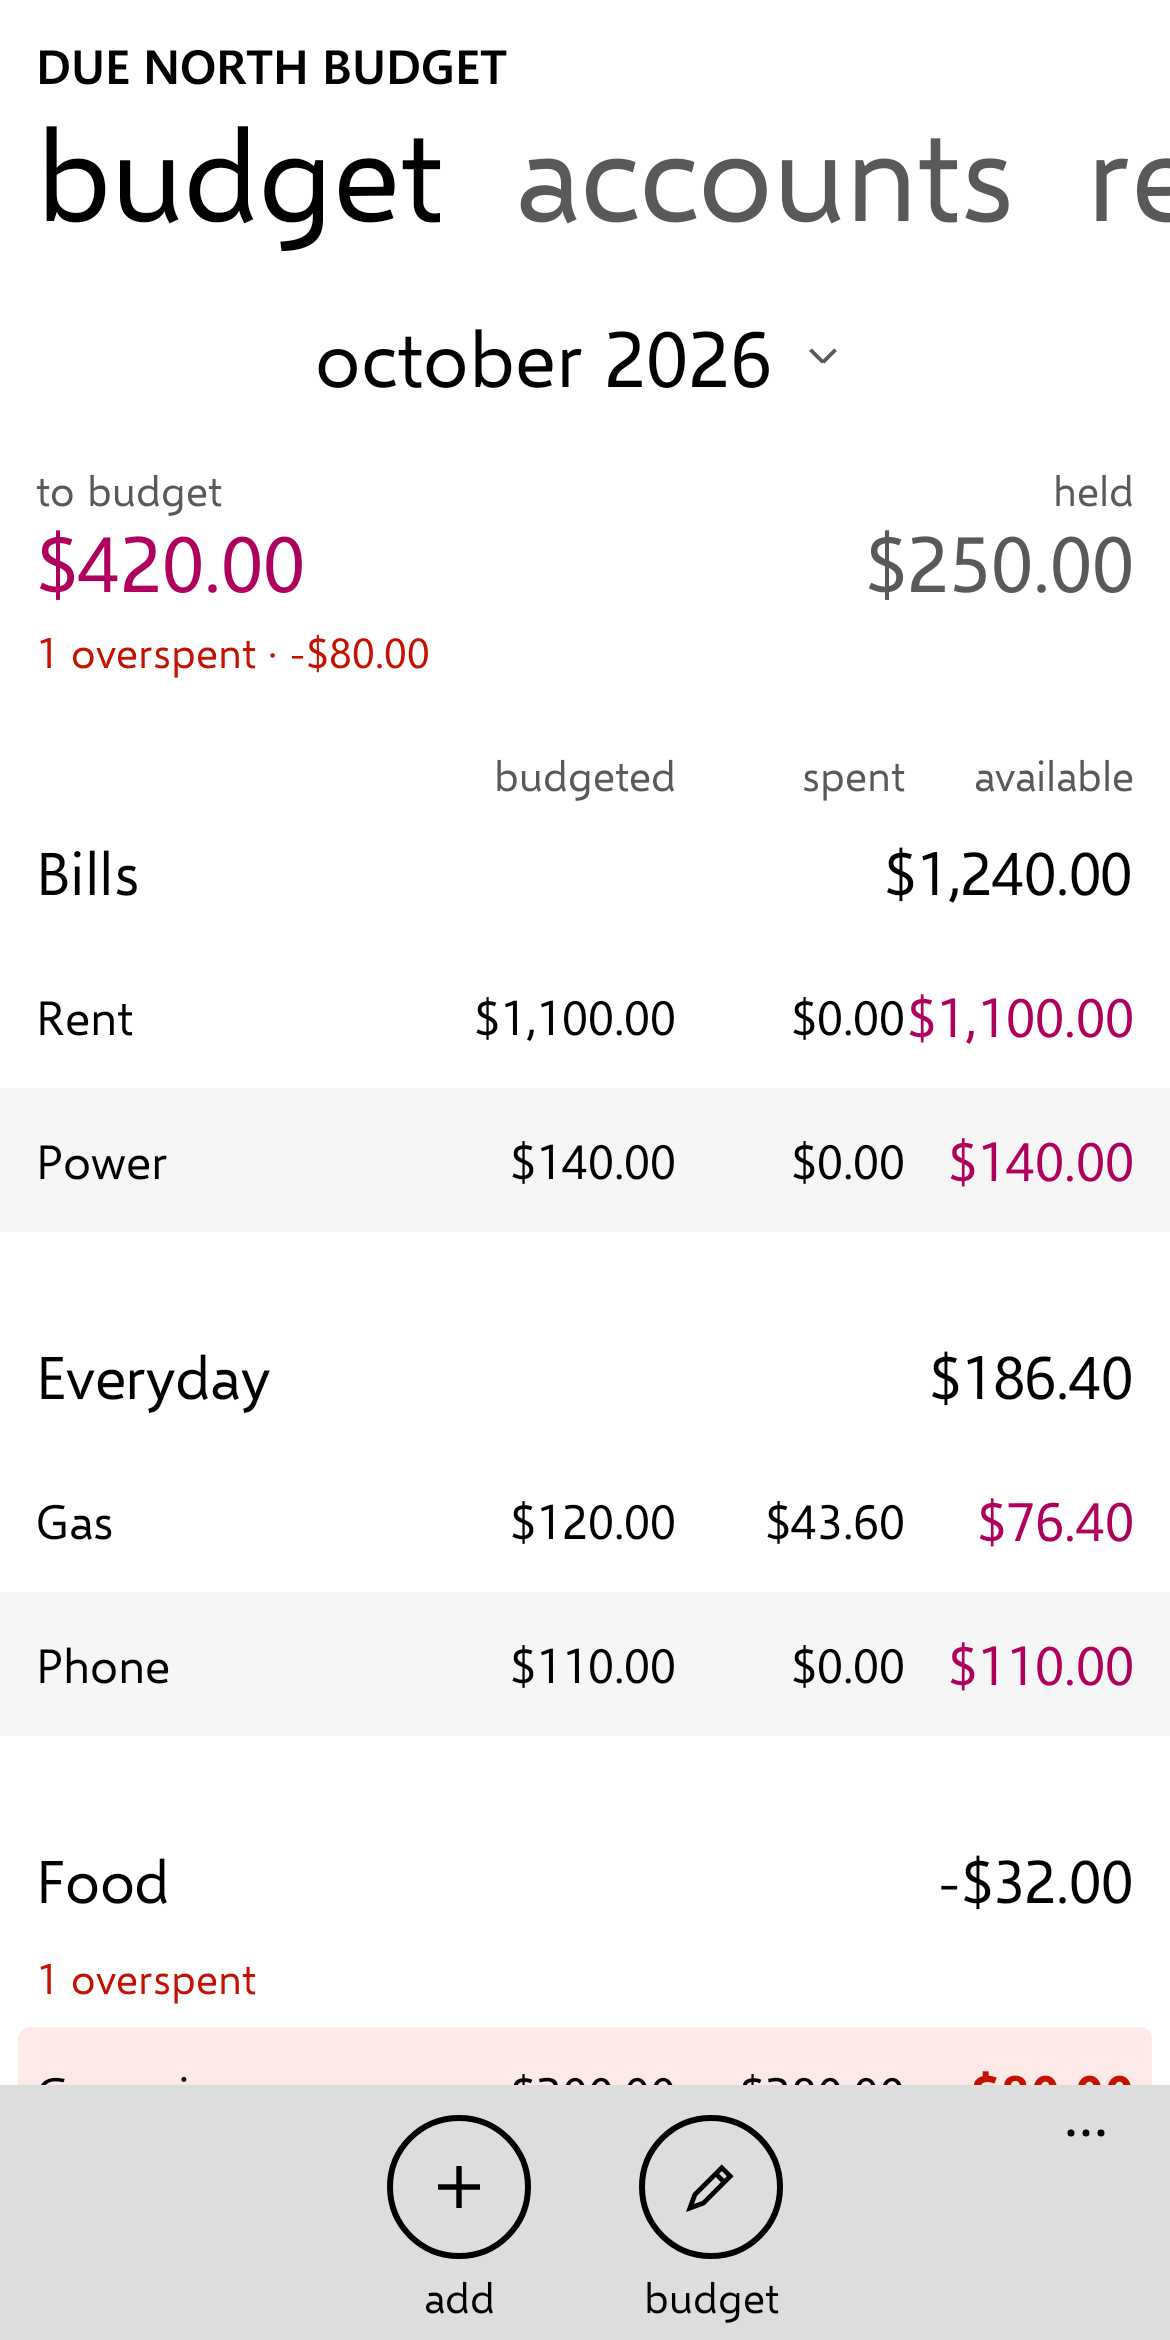 DUE NORTH BUDGET
budget accounts re
october 2026
to budget held
$420.00 $250.00
1 overspent · -$80.00
budgeted spent available
Bills $1,240.00
Rent $1,100.00 $0.00 $1,100.00
Power $140.00 $0.00 $140.00
Everyday $186.40
Gas $120.00 $43.60 $76.40
Phone $110.00 $0.00 $110.00
Food -$32.00
1 overspent
add budget